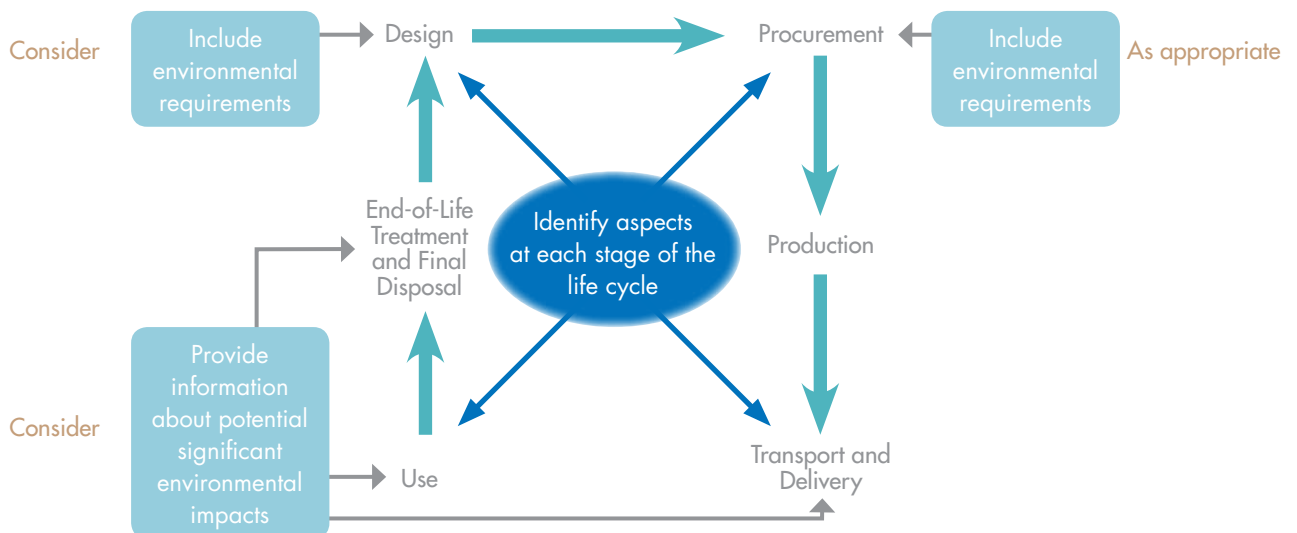 Consider
Include
environmental
requirements
Design
Procurement
Include
environmental
requirements
As appropriate
End-of-Life
Treatment
and Final
Disposal
Identify aspects
at each stage of the
life cycle
Production
Consider
Provide
information
about potential
significant
environmental
impacts
Use
Transport and
Delivery